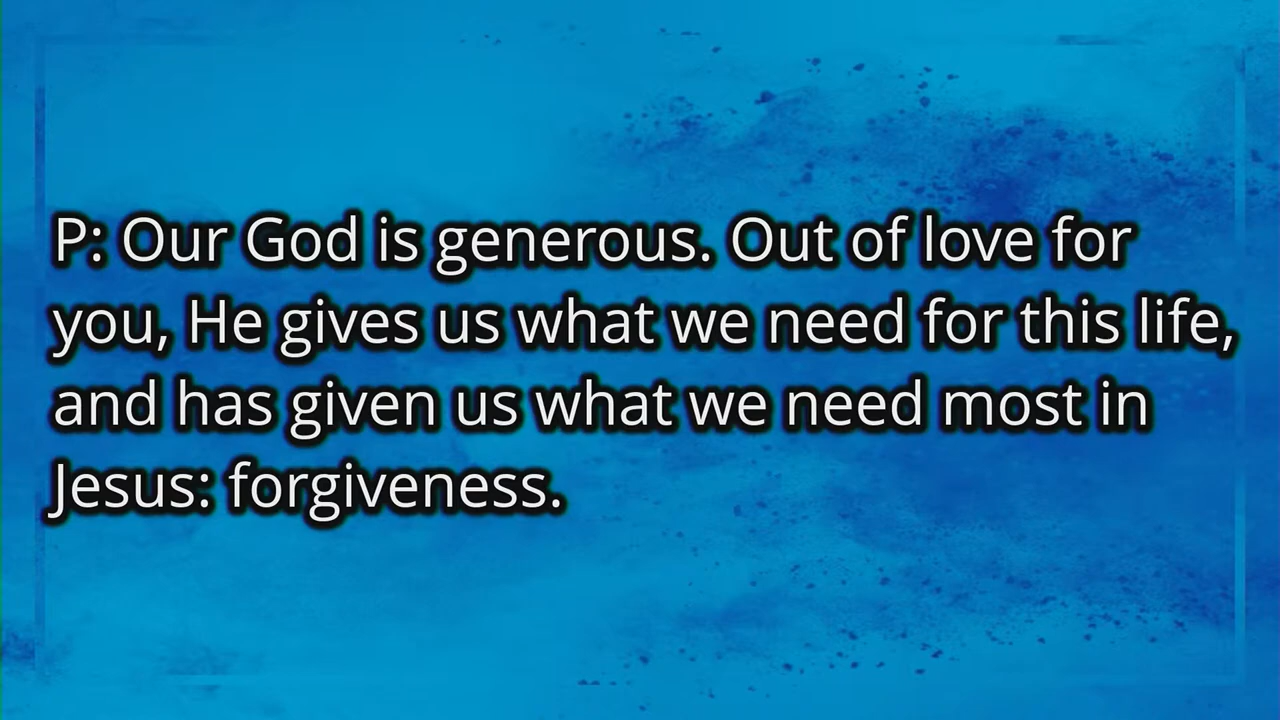 P: Our God is generous. Out of love for
you, He gives us what we need for this life,
and has given us what we need most in
Jesus: forgiveness.